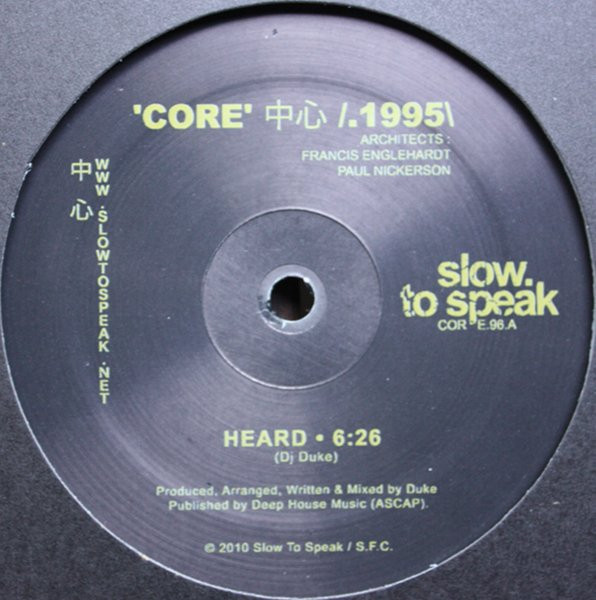 'CORE' 中心 /.1995\
ARCHITECTS :
FRANCIS ENGLEHARDT
PAUL NICKERSON
中心
WWW.SLOWTOSPEAK.NET
slow.
to speak
COR E.96.A
HEARD • 6:26
(Dj Duke)
Produced, Arranged, Written & Mixed by Duke
Published by Deep House Music (ASCAP).
© 2010 Slow To Speak / S.F.C.